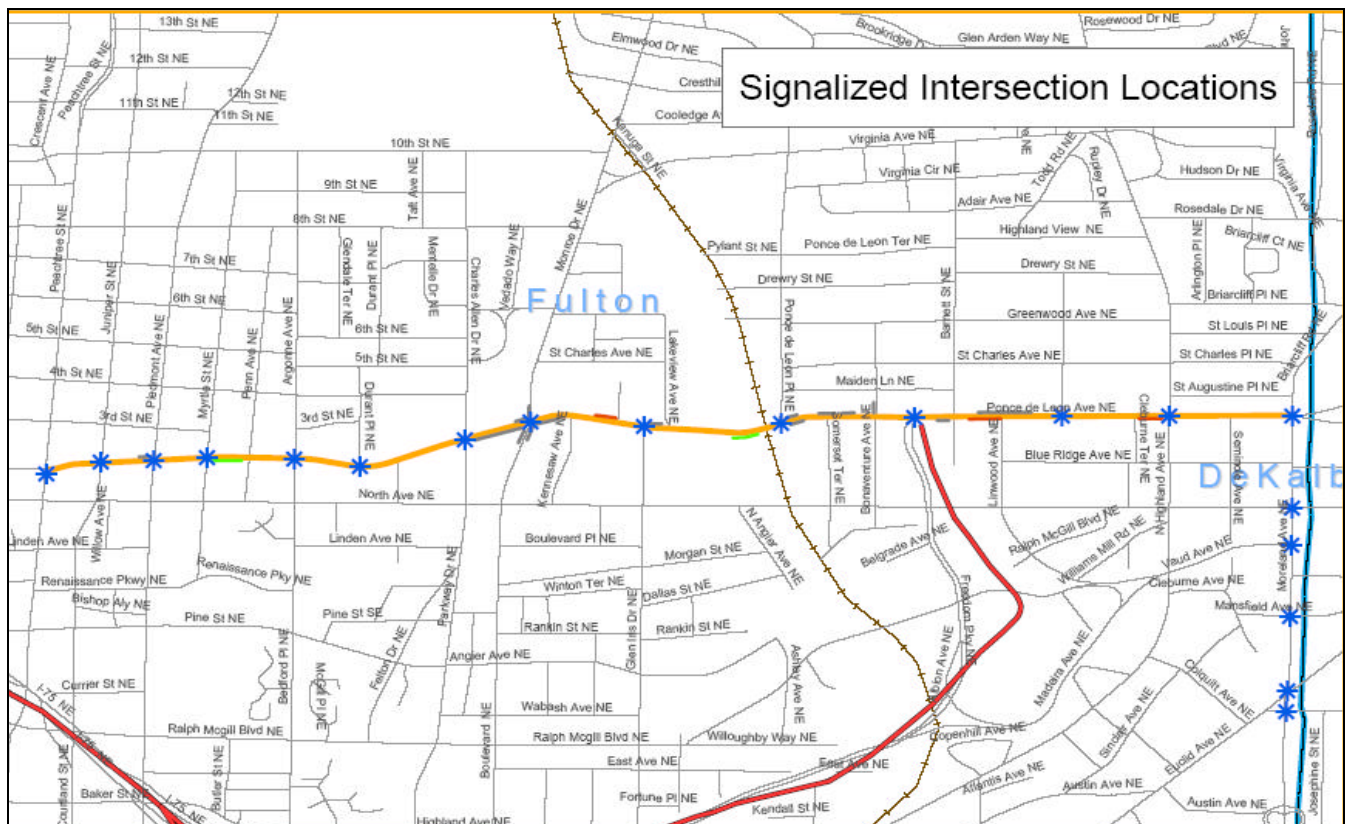 13th St NE
12th St NE
12th St NE
11th St NE
11th St NE
Crescent Ave NE
Peachtree St NE
Elmwood Dr NE
Brookridge Dr NE
Rosewood Dr NE
Glen Arden Way NE
Signalized Intersection Locations
10th St NE
Kanuga St NE
Virginia Ave NE
Virginia Cir NE
Todd Rd NE
Rupley Dr NE
Hudson Dr NE
Virginia Ave NE
9th St NE
Taft Ave NE
8th St NE
Adair Ave NE
Rosedale Dr NE
Highland View NE
Peachtree St NE
7th St NE
Glendale Ter NE
Durant Pl NE
Mentelle Dr NE
Charles Allen Dr NE
Vedado Way NE
Monroe Dr NE
Pylant St NE
Ponce de Leon Ter NE
Briarcliff Ct NE
Drewry St NE
Drewry St NE
Arlington Pl NE
Briarcliff Pl NE
Juniper St NE
6th St NE
Fulton
Ponce de Leon Pl NE
Barnett St NE
Greenwood Ave NE
St Louis Pl NE
Briarcliff Rd NE
5th St NE
6th St NE
5th St NE
Piedmont Ave NE
Myrtle St NE
Penn Ave NE
Argonne Ave NE
St Charles Ave NE
Lakeview Ave NE
St Charles Ave NE
St Charles Pl NE
4th St NE
Durant Pl NE
Maiden Ln NE
St Augustine Pl NE
3rd St NE
3rd St NE
Ponce de Leon Ave NE
Kennesaw Ave NE
Somerset Ter NE
Bonaventure Ave NE
Linwood Ave NE
Cleburne Ter NE
N Highland Ave NE
Seminole Ave NE
Blue Ridge Ave NE
DeKalb
North Ave NE
Willow Ave NE
Linden Ave NE
Linden Ave NE
Boulevard Pl NE
N Angier Ave NE
Morgan St NE
Belgrade Ave NE
Ralph McGill Blvd NE
Williams Mill Rd NE
Vaud Ave NE
Moreland Ave NE
Renaissance Pkwy NE
Renaissance Pky NE
Winton Ter NE
Dallas St NE
Cleburne Ave NE
Mansfield Ave NE
Bishop Aly NE
Pine St NE
Pine St SE
Parkway Dr NE
Rankin St NE
Rankin St NE
Freedom Pky NE
Angier Ave NE
Glen Iris Dr NE
Ashley Ave NE
Madeira Ave NE
Colquitt Ave NE
Currier St NE
Bedford Pl NE
McGill Pl NE
Felton Dr NE
I-75 NE
I-75 NE
Wabash Ave NE
Ralph Mcgill Blvd NE
Boulevard NE
Ralph Mcgill Blvd NE
Willoughby Way NE
Copenhill Ave NE
Sinclair Ave NE
Euclid Ave NE
Josephine St NE
East Ave NE
East Ave NE
Atlantis Ave NE
Austin Ave NE
Courtland St NE
Baker St NE
Butler St NE
I-75 NE
Fortune Pl NE
Kendall St NE
Austin Ave NE
Highland Ave NE